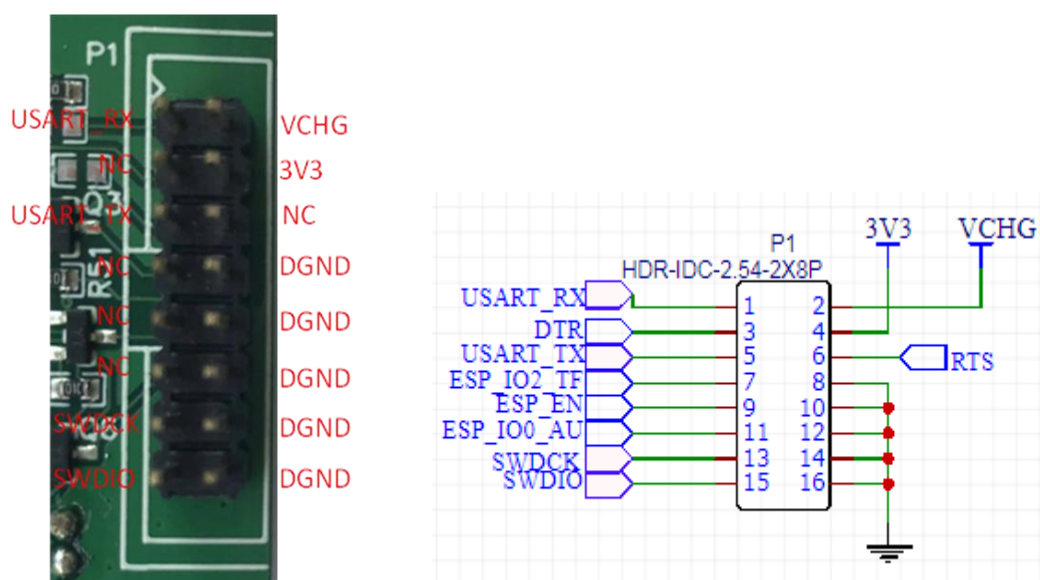 P1
USART_RX VCHG
NC 3V3
USART_TX NC
R51
NC DGND
NC DGND
NC DGND
SWDCK DGND
SWDIO DGND
3V3 VCHG
P1
HDR-IDC-2.54-2X8P
USART_RX 1 2
DTR 3 4
USART_TX 5 6 RTS
ESP_IO2_TF 7 8
ESP_EN 9 10
ESP_IO0_AU 11 12
SWDCK 13 14
SWDIO 15 16